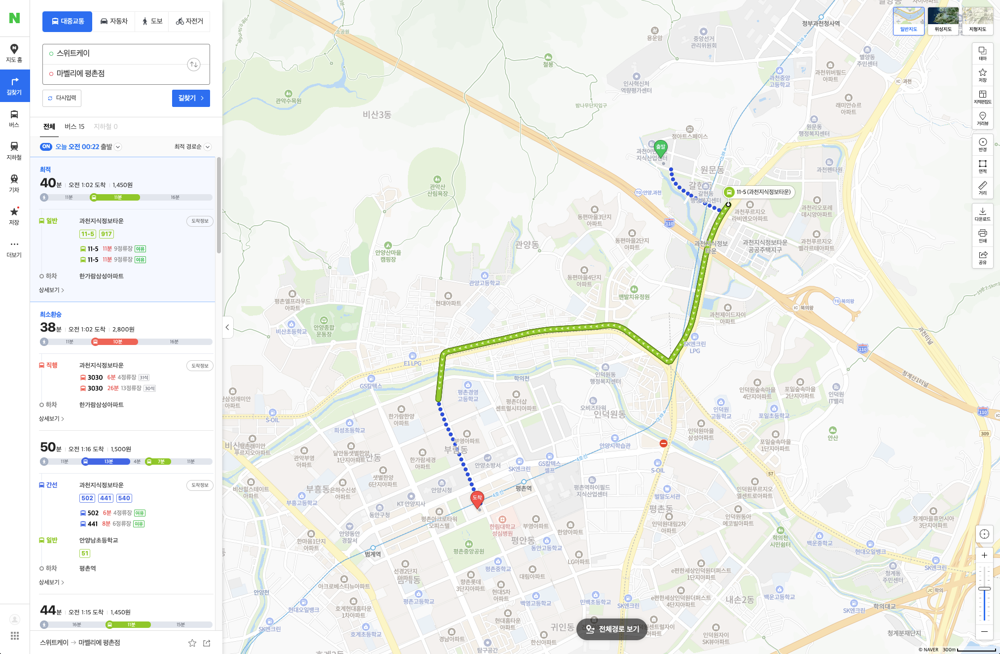 N
대중교통
자동차
도보
자전거
스위트케이
마벨리에 평촌점
다시입력
길찾기
지도 홈
길찾기
버스
지하철
기차
저장
더보기
전체 버스 15 지하철 0
ON 오늘 오전 00:22 출발
최적 경로순
최적
40분 오전 1:02 도착 1,450원
11분 11분 16분
일반 과천지식정보타운 도착정보
11-5 917
11-5 11분 9정류장 여유
11-5 11분 9정류장 여유
하차 한가람삼성아파트
상세보기
최소환승
38분 오전 1:02 도착 2,800원
11분 10분 16분
직행 과천지식정보타운 도착정보
3030 6분 4정류장 31석
3030 26분 13정류장 30석
하차 한가람삼성아파트
상세보기
50분 오전 1:16 도착 1,500원
11분 13분 4분 7분 11분
간선 과천지식정보타운 도착정보
502 441 540
502 6분 4정류장 여유
441 8분 6정류장 여유
일반 안양남초등학교
51
하차 평촌역
상세보기
44분 오전 1:15 도착 1,450원
16분 11분 15분
스위트케이 → 마벨리에 평촌점
소공원
용운암
중앙선거
관리위원회
정부과천청사역
철봉
인사혁신처
역량평가센터
과천중앙
고등학교
과천위버필드
아파트
별양동
주민센터
IC 과천
관악수목원
비산3동
밤나무단지입구
래미안슈르
아파트
원문동
행정복지센터
정아트스페이스
출발
원문동
과천펜타원
관악산
산림욕장
TG 안양.과천
갈현동
행정복지센터
11-5 (과천지식정보타운)
과천푸르지오
라비엔오아파트
과천리오포레
데시앙아파트
동편마을3단지
아파트
110
관양동
동편마을2단지
아파트
과천지식정보
타운
과천지식정보타운
공공주택지구
과천푸르지오
벨라르테아파트
안양산마을
캠핑장
관양고등학교
동편마을4단지
아파트
맨발치유정원
평촌엘프라우드
아파트
현대아파트
안양종합
운동장
비산초등학교
과천제이드자이
아파트
TG 북의왕
IC 북의왕
과천터널
SK엔크린
LPG
110
E1 LPG
GS칼텍스
학의천
인덕원동
행정복지센터
청계산1터널
평촌경영
고등학교
평촌더샵
센트럴시티아파트
오비즈타워
인덕원동
인덕원숲속마을
4단지아파트
포일숲속마을
2단지아파트
인덕원
IT밸리
110
한가람한양
아파트
S-OIL
희성초등학교
인덕원
고등학교
포일초등학교
인덕원마을
삼성아파트
안산
309
부영아파트
부림동
안양지학습관
포일숲속마을
1단지아파트
관악부영
아파트
달안동샛별한양
1단지아파트
한가람세경
아파트
안양소방서
SK엔크린
GS칼텍스
셀프
4호선
S-OIL
57
샛별한양
6단지아파트
비산힐스테이트
아파트
부흥동
은하수신성
아파트
안양시청
평촌역
평촌역하이필드
지식산업센터
인덕원푸르지오
엘센트로아파트
부흥고등학교
KT 안양지사
도착
4호선
벌말도서관
평촌동
동안구청
평촌아크로타워
오피스텔
한림대학교
성심병원
부영아파트
한양아파트
인덕원대림2차
아파트
인덕원동아
에코빌아파트
청계마을휴먼시아
3단지아파트
안양동안
경찰서
한마음1단지
아파트
평안동
평촌중앙공원
동안고등학교
학의천
시민쉼터
백운중학교
현대오일뱅크
범계역
평촌중학교
LG아파트
SK엔크린
선경2단지
아파트
대림아파트
e편한세상인덕원더퍼스트
1단지아파트
청계동
주민센터
안양천
아크로베스티뉴아파트
향촌롯데
3단지아파트
현대5차
아파트
현대오일뱅크
호계현대홈타운
1차아파트
평촌고등학교
백영고등학교
민백초등학교
SK엔크린
e편한세상인덕원더퍼스트
4단지아파트
내손2동
백운고등학교
JC 학의
학의대교
SK엔크린
SK엔크린
호계초등학교
현대홈타운
아파트
귀인동
전체경로 보기
인덕원자이
SK뷰아파트
청계분재단지
경남아파트
한신아파트
탐구공간
일반지도
위성지도
지형지도
테마
저장
지적편집도
거리뷰
반경
면적
거리
다운로드
인쇄
공유
© NAVER 300m